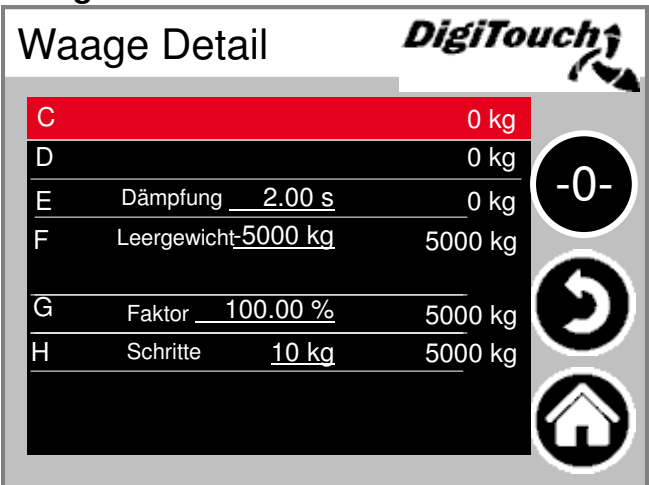 Waage Detail
DigiTouch
C 0 kg
D 0 kg
-0-
E Dämpfung 2.00 s 0 kg
F Leergewicht -5000 kg 5000 kg
G Faktor 100.00 % 5000 kg
H Schritte 10 kg 5000 kg